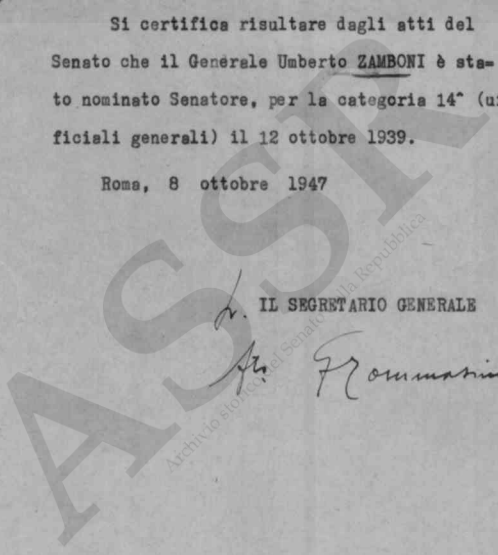 Si certifica risultare dagli atti del
Senato che il Generale Umberto ZAMBONI è sta=
to nominato Senatore, per la categoria 14^ (u
ficiali generali) il 12 ottobre 1939.
Roma, 8 ottobre 1947
IL SEGRETARIO GENERALE
ASSR
Archivio storico del Senato della Repubblica